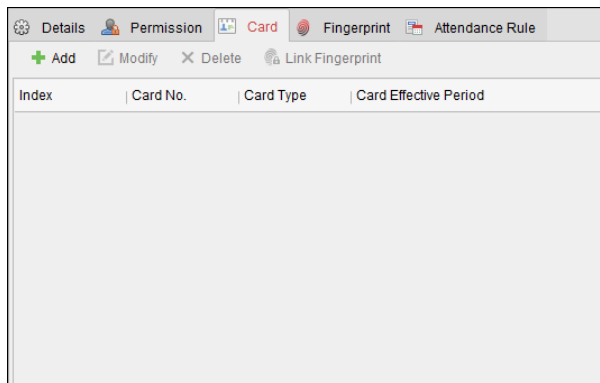 Details Permission Card Fingerprint Attendance Rule
Add Modify Delete Link Fingerprint
Index Card No. Card Type Card Effective Period